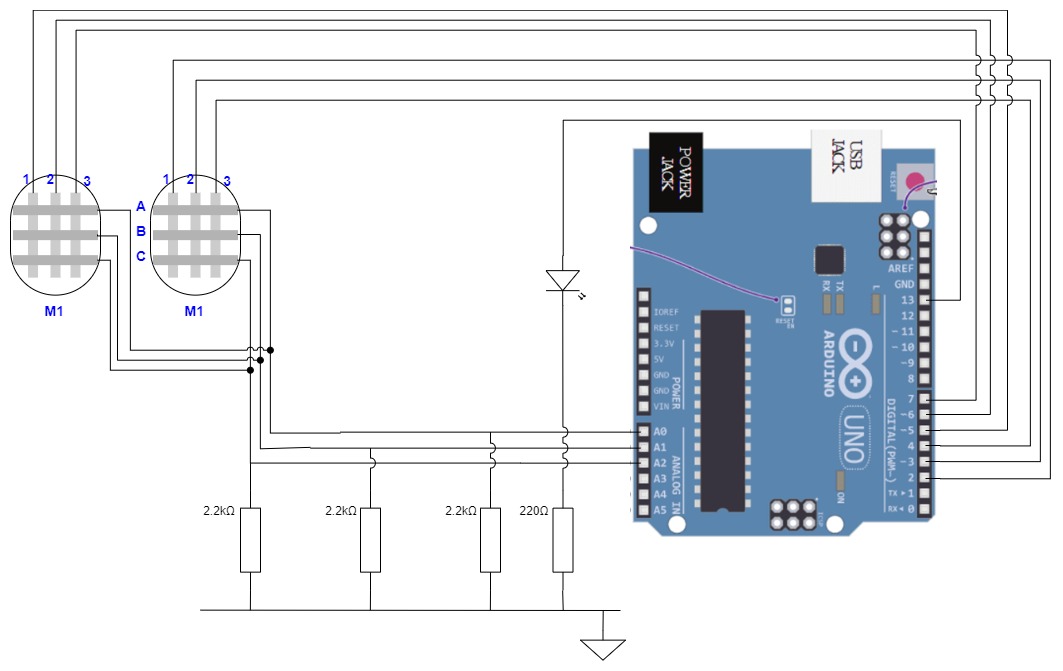 POWER
JACK
USB
JACK
RESET
1 2 3
1 2 3
A
B
C
M1
M1
AREF
GND
RX
TX
L
13
12
~11
~10
~9
8
RESET
EN
IOREF
RESET
3.3V
5V
GND
GND
VIN
POWER
ARDUINO
UNO
7
~6
~5
4
~3
2
TX ▸ 1
RX ◂ 0
DIGITAL (PWM~)
A0
A1
A2
A3
A4
A5
ANALOG IN
ON
2.2kΩ
2.2kΩ
2.2kΩ
220Ω